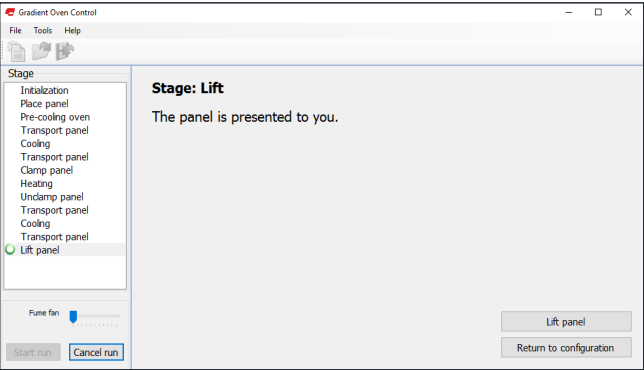 Gradient Oven Control
File Tools Help
Stage
Initialization
Place panel
Pre-cooling oven
Transport panel
Cooling
Transport panel
Clamp panel
Heating
Unclamp panel
Transport panel
Cooling
Transport panel
Lift panel
Fume fan
Start run Cancel run
Stage: Lift
The panel is presented to you.
Lift panel
Return to configuration